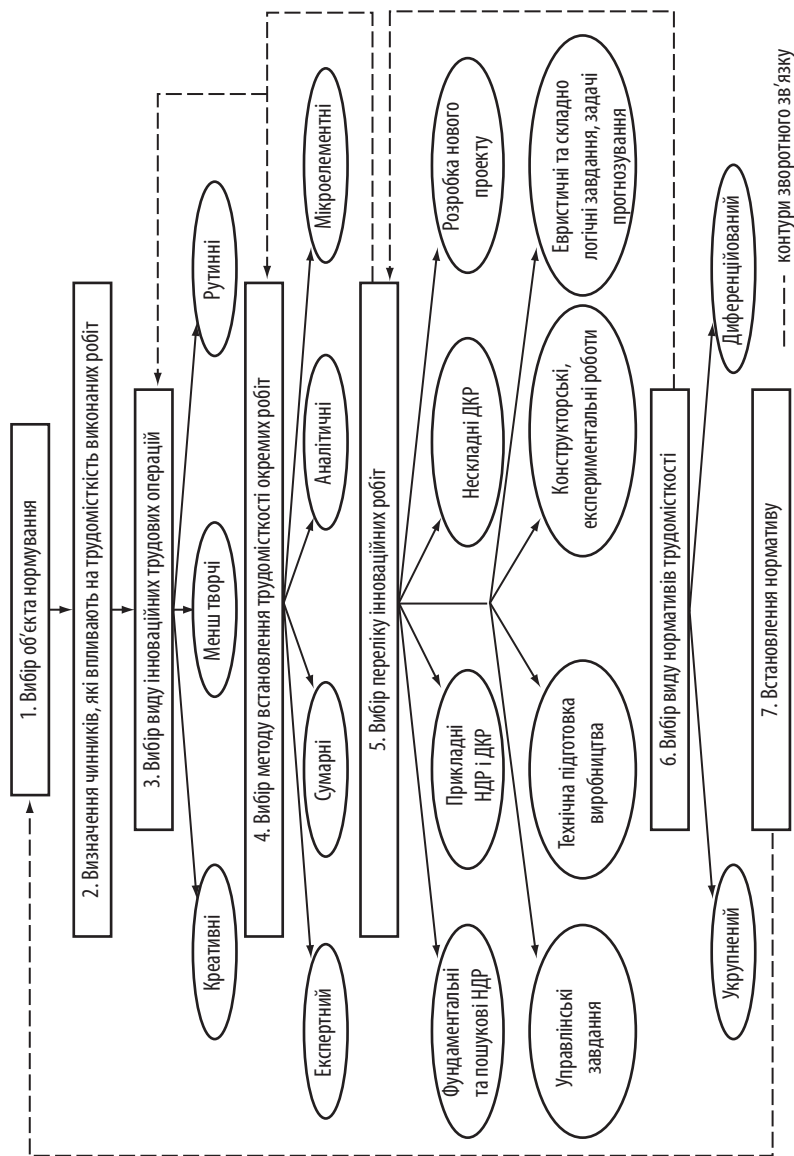 1. Вибір об’єкта нормування
2. Визначення чинників, які впливають на трудомісткість виконаних робіт
3. Вибір виду інноваційних трудових операцій
Креативні
Менш творчі
Рутинні
4. Вибір методу встановлення трудомісткості окремих робіт
Експертний
Сумарні
Аналітичні
Мікроелементні
5. Вибір переліку інноваційних робіт
Фундаментальні
та пошукові НДР
Прикладні
НДР і ДКР
Нескладні ДКР
Розробка нового
проекту
Управлінські
завдання
Технічна підготовка
виробництва
Конструкторські,
експериментальні роботи
Евристичні та складно
логічні завдання, задачі
прогнозування
6. Вибір виду нормативів трудомісткості
Укрупнений
Диференційований
7. Встановлення нормативу
контури зворотного зв’язку